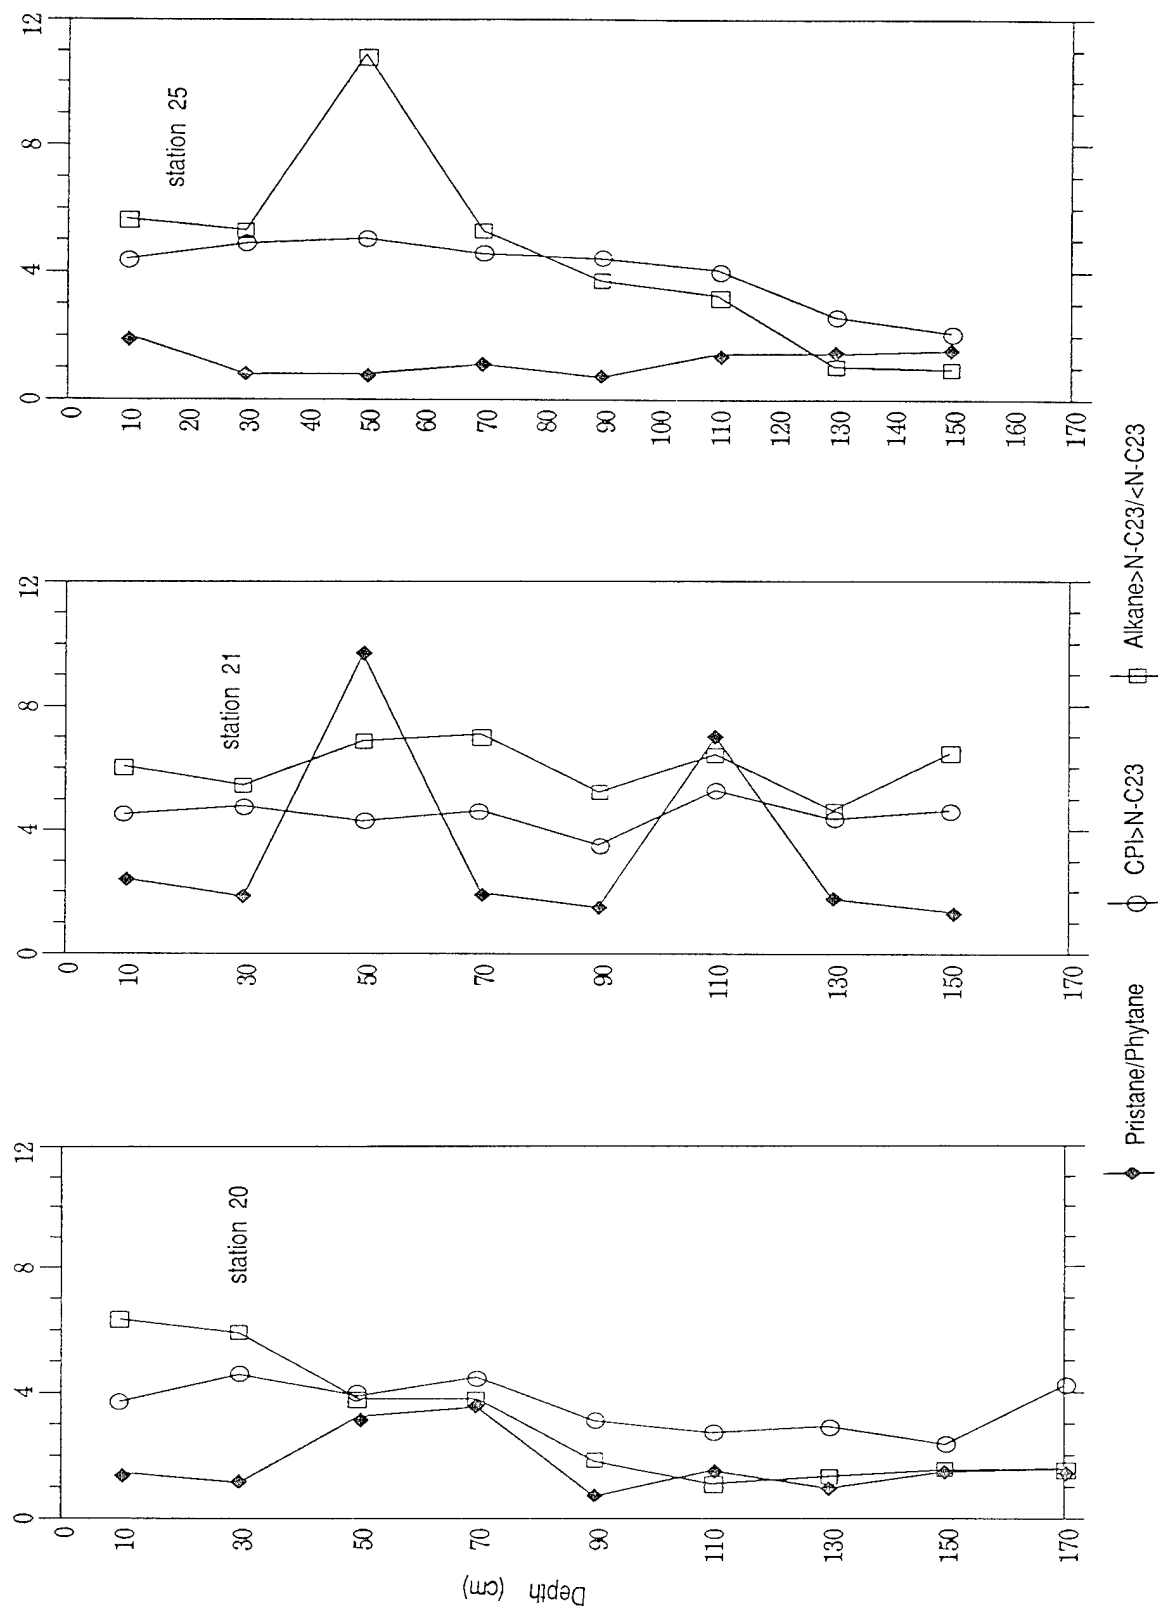 0 4 8 12
0 4 8 12
0 4 8 12
0 0 0
10 10 10
20
station 20 station 21 station 25
30 30 30
40
50 50 50
60
70 70 70
80
Depth (cm)
90 90 90
100
110 110 110
120
130 130 130
140
150 150 150
160
170 170 170
Pristane/Phytane CPI>N-C23 Alkane>N-C23/<N-C23